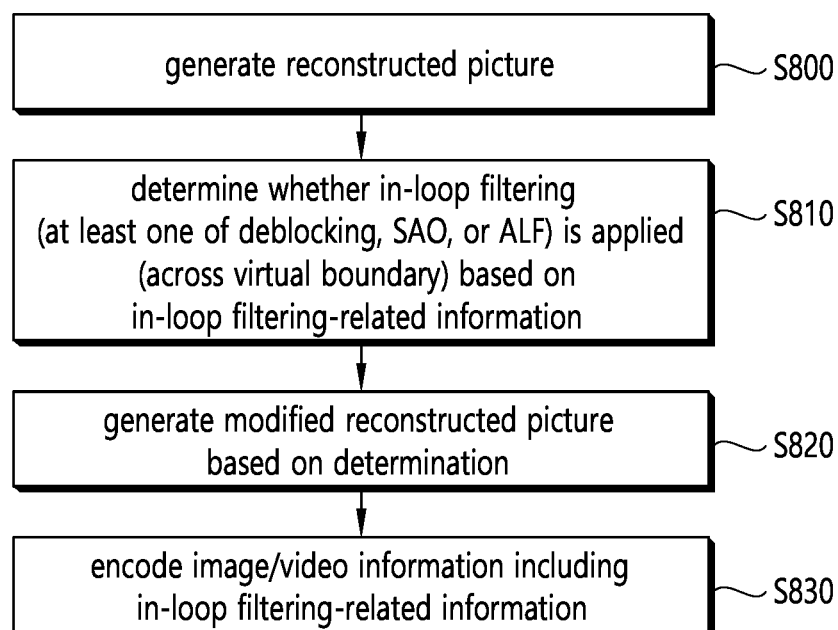 generate reconstructed picture
S800
determine whether in-loop filtering
(at least one of deblocking, SAO, or ALF) is applied
(across virtual boundary) based on
in-loop filtering-related information
S810
generate modified reconstructed picture
based on determination
S820
encode image/video information including
in-loop filtering-related information
S830